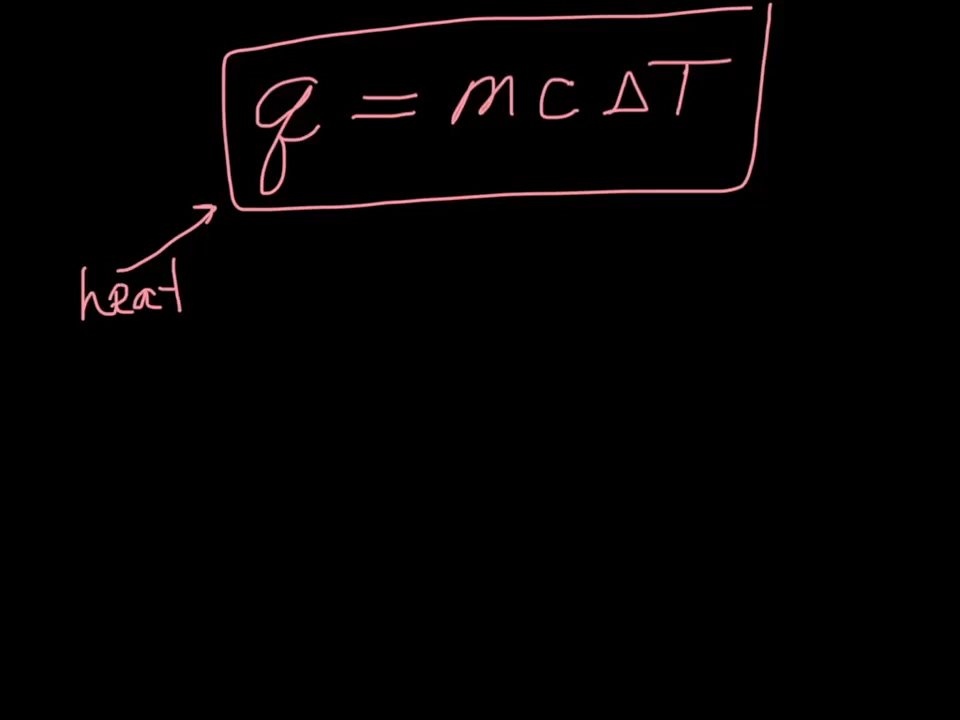 q = mcΔT
heat